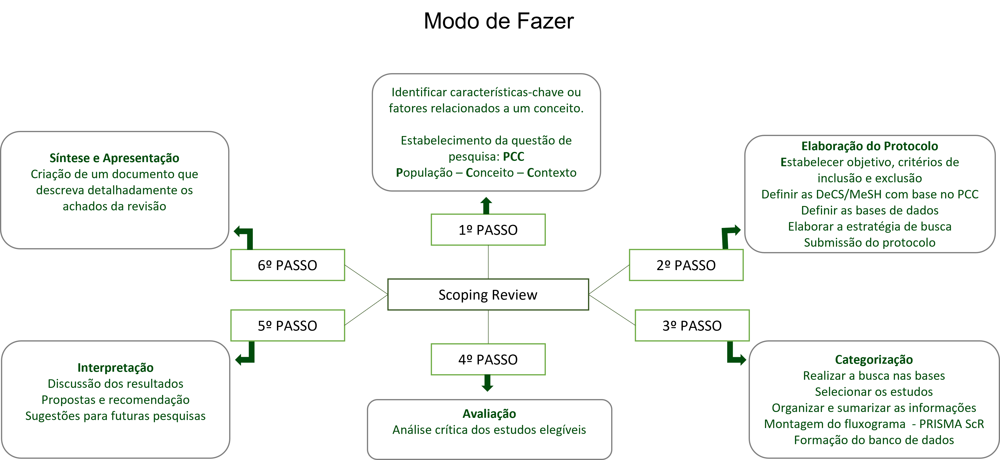 Modo de Fazer
Identificar características-chave ou
fatores relacionados a um conceito.
Estabelecimento da questão de
pesquisa: PCC
População – Conceito – Contexto
1º PASSO
Elaboração do Protocolo
Estabelecer objetivo, critérios de
inclusão e exclusão
Definir as DeCS/MeSH com base no PCC
Definir as bases de dados
Elaborar a estratégia de busca
Submissão do protocolo
2º PASSO
Síntese e Apresentação
Criação de um documento que
descreva detalhadamente os
achados da revisão
6º PASSO
Scoping Review
5º PASSO
3º PASSO
4º PASSO
Interpretação
Discussão dos resultados
Propostas e recomendação
Sugestões para futuras pesquisas
Avaliação
Análise crítica dos estudos elegíveis
Categorização
Realizar a busca nas bases
Selecionar os estudos
Organizar e sumarizar as informações
Montagem do fluxograma  - PRISMA ScR
Formação do banco de dados